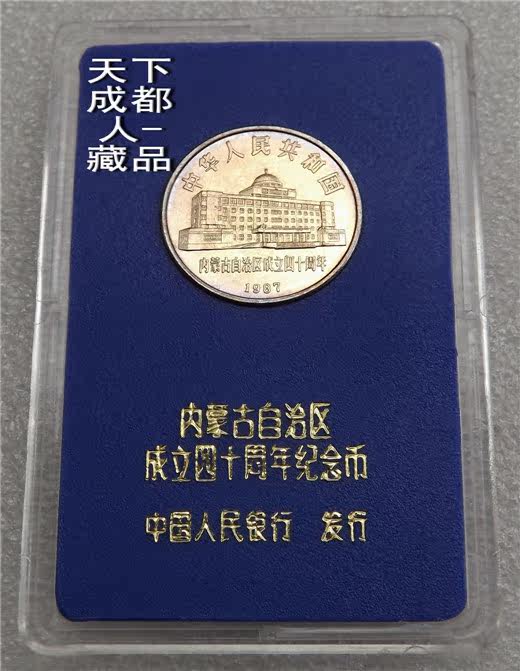 天下
成都
人-
藏品
中华人民共和国
内蒙古自治区成立四十周年
1987
内蒙古自治区
成立四十周年纪念币
中国人民银行 发行